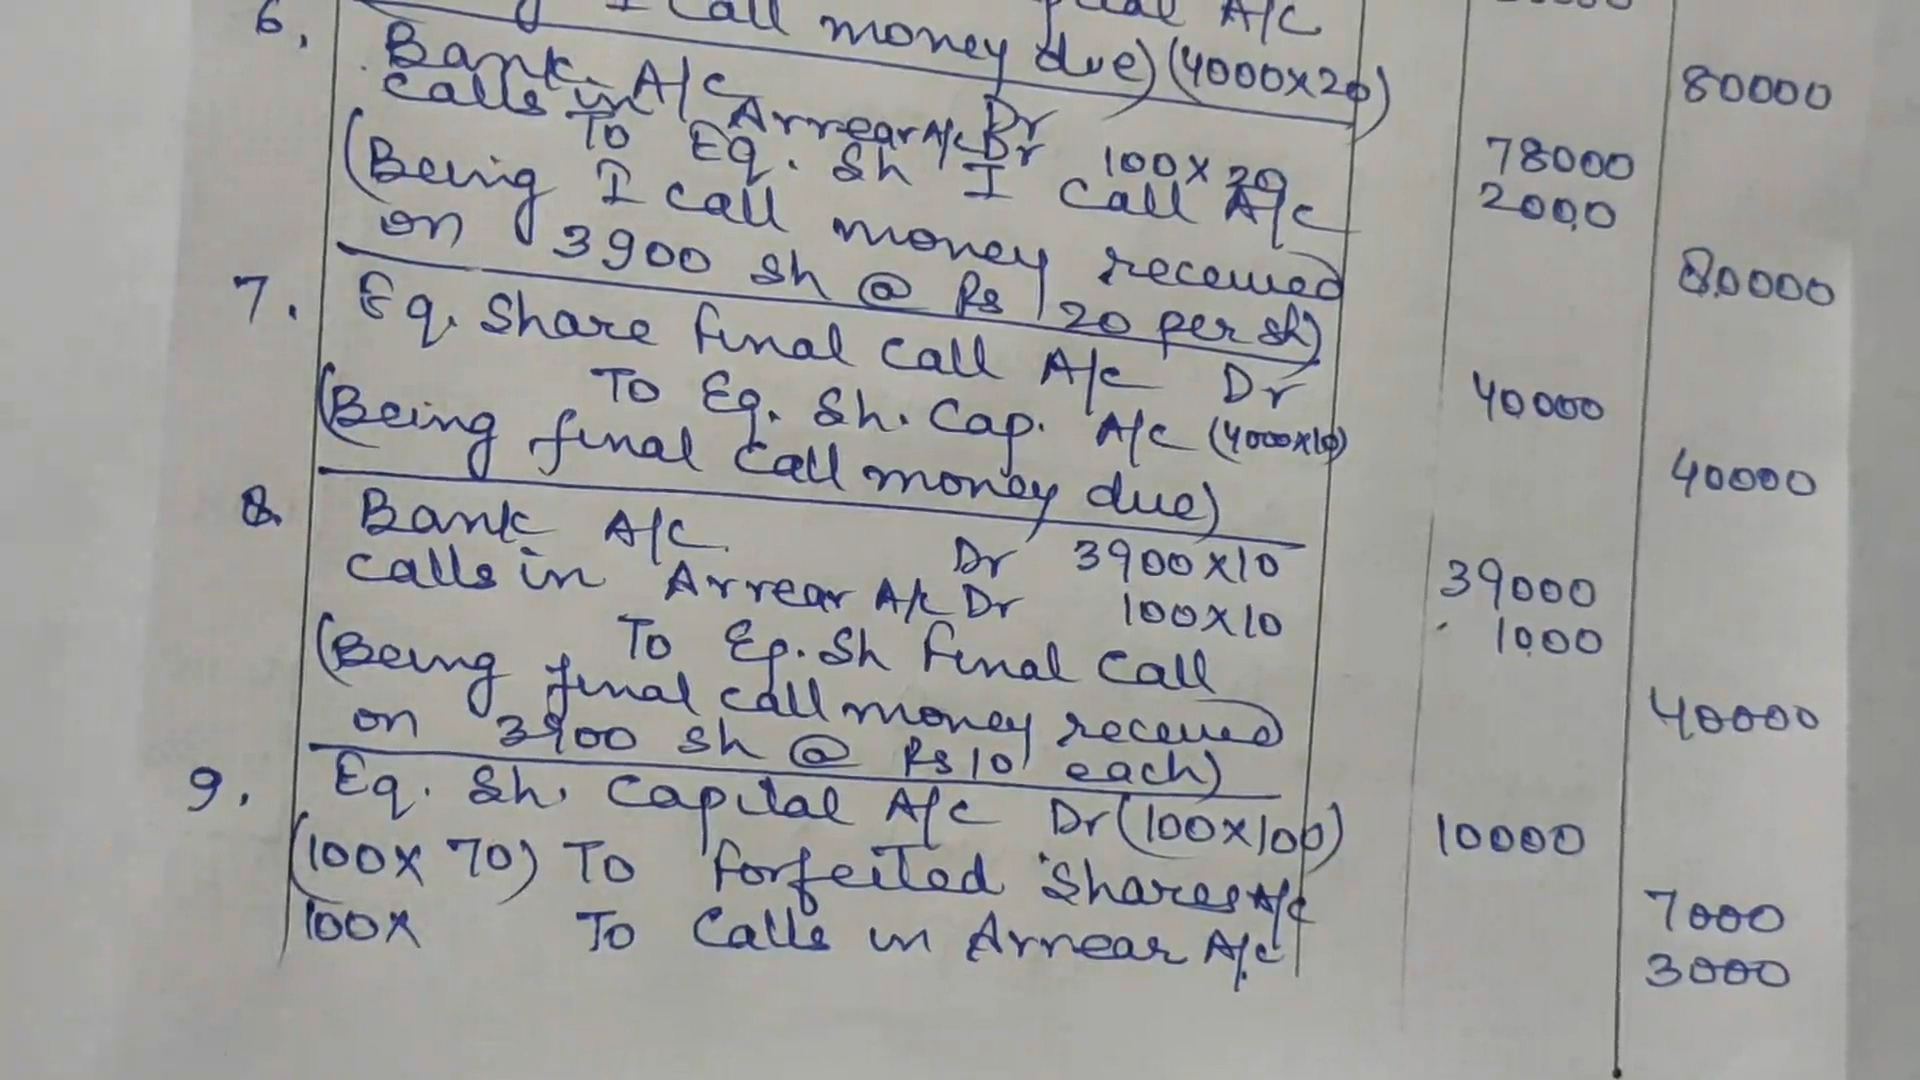 A/C
6. I Call money due) (4000x20) 80000
Bank A/C Dr 78000
Calls in Arrear A/c Dr 100x20 2000
To Eq. Sh I Call A/c 80000
(Being I call money received
on 3900 sh @ Rs 20 per sh)
7. Eq. Share final call A/c Dr 40000
To Eq. Sh. Cap. A/c (4000x10) 40000
(Being final call money due)
8. Bank A/C. Dr 3900x10 39000
Calls in Arrear A/c Dr 100x10 1000
To Eq. Sh final Call 40000
(Being final call money received
on 3900 sh @ Rs 10 each)
9. Eq. Sh. Capital A/c Dr (100x100) 10000
(100x 70) To forfeited Shares A/c 7000
100x To Calls in Arrear A/c 3000